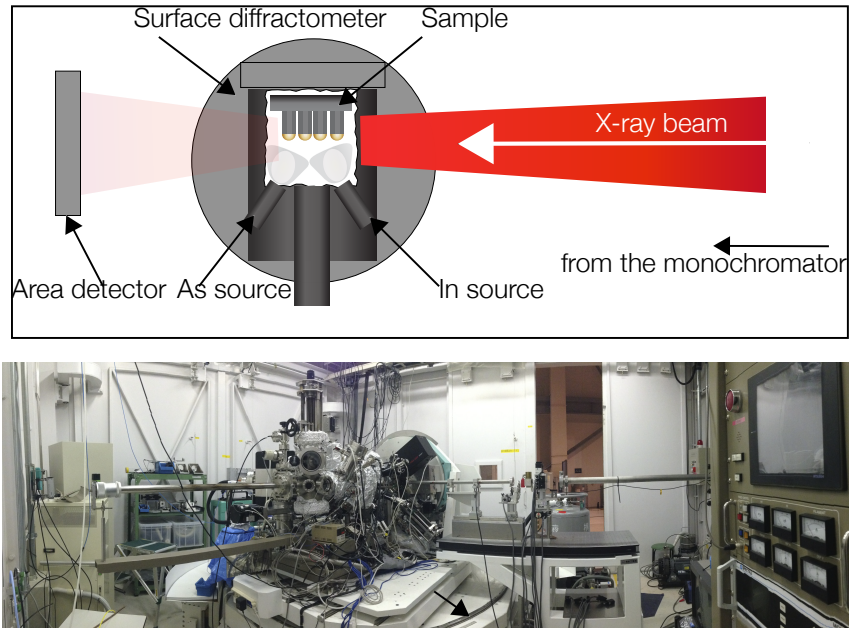 Surface diffractometer
Sample
X-ray beam
from the monochromator
Area detector
As source
In source